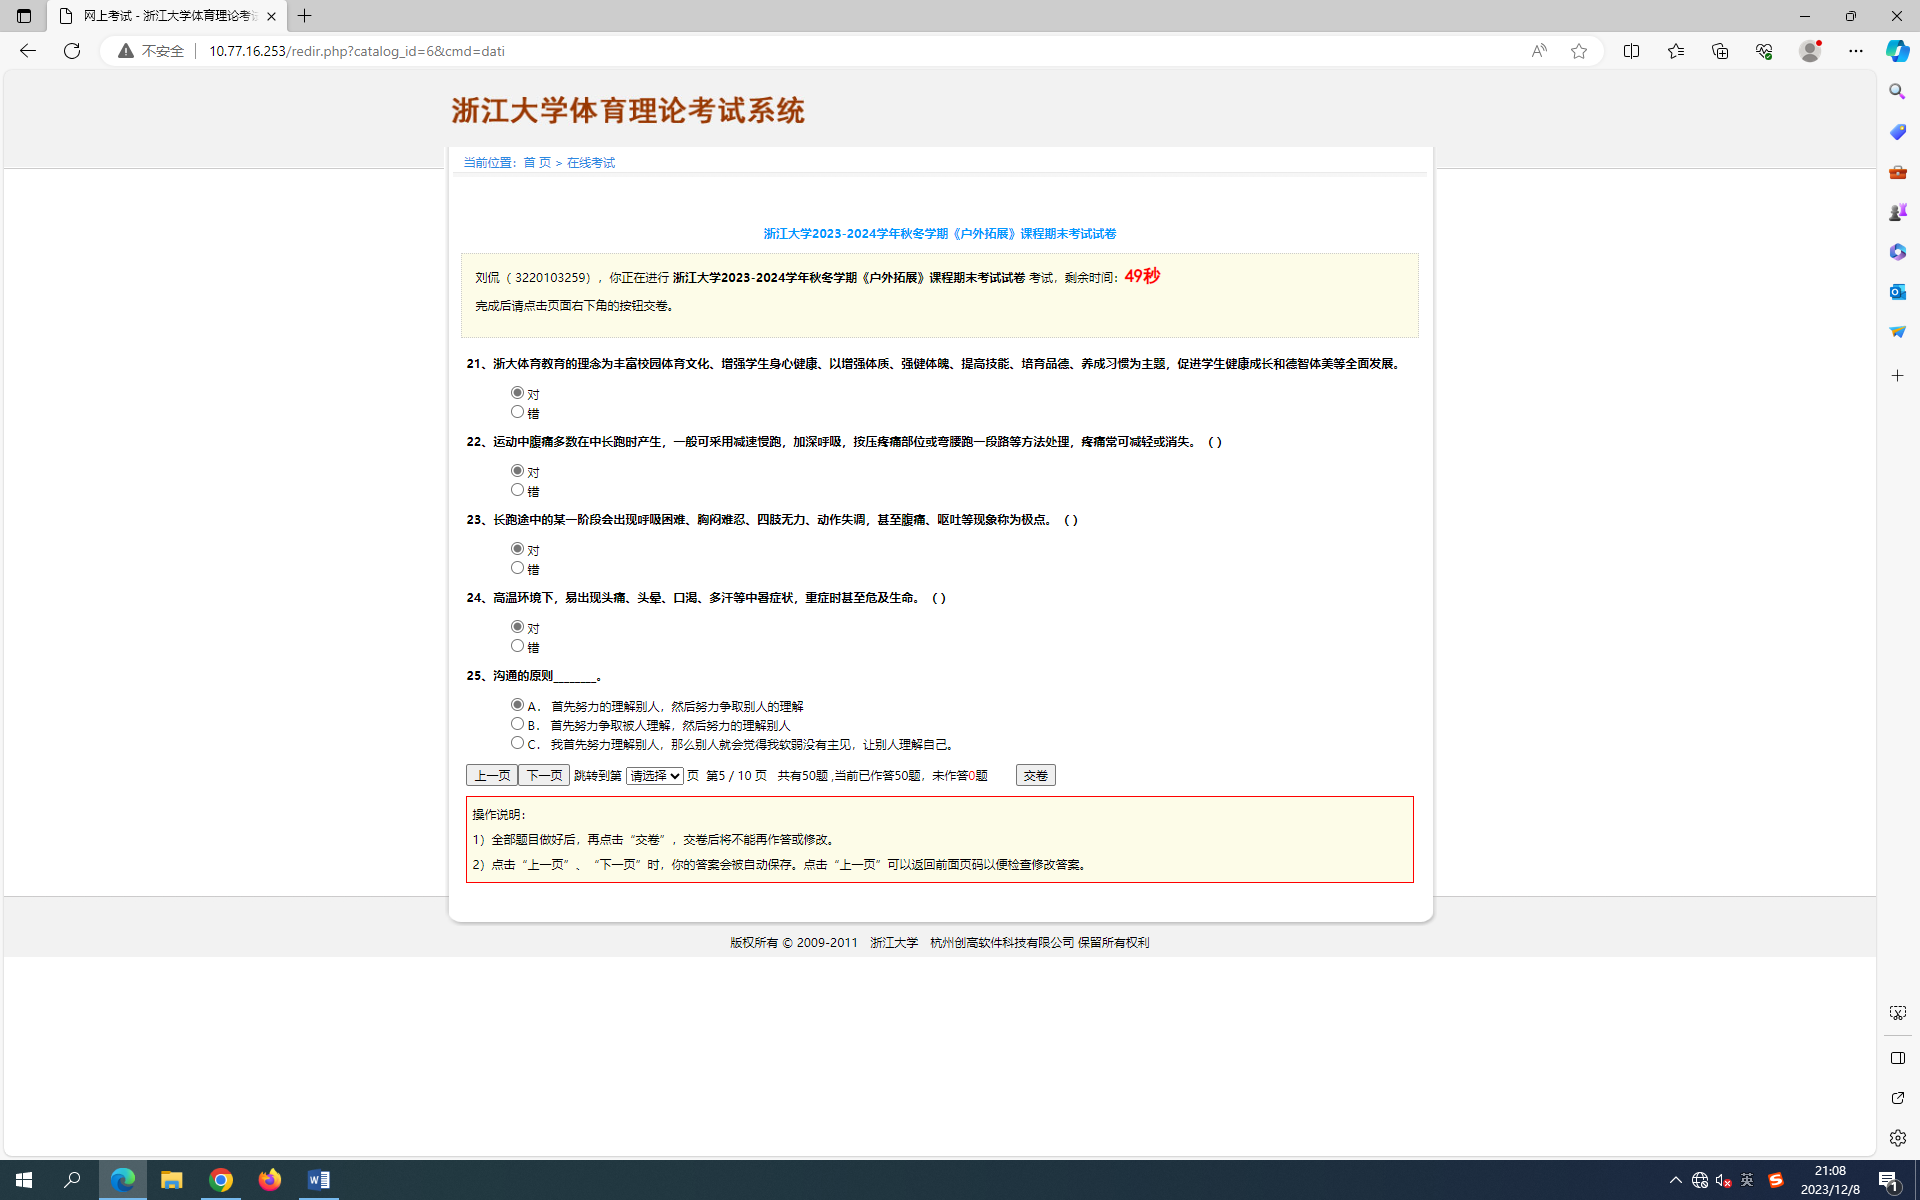 网上考试 - 浙江大学体育理论考试
不安全
10.77.16.253/redir.php?catalog_id=6&cmd=dati
浙江大学体育理论考试系统
当前位置：首 页 > 在线考试
浙江大学2023-2024学年秋冬学期《户外拓展》课程期末考试试卷
刘侃（ 3220103259），你正在进行 浙江大学2023-2024学年秋冬学期《户外拓展》课程期末考试试卷 考试，剩余时间：49秒
完成后请点击页面右下角的按钮交卷。
21、浙大体育教育的理念为丰富校园体育文化、增强学生身心健康、以增强体质、强健体魄、提高技能、培育品德、养成习惯为主题，促进学生健康成长和德智体美等全面发展。
对
错
22、运动中腹痛多数在中长跑时产生，一般可采用减速慢跑，加深呼吸，按压疼痛部位或弯腰跑一段路等方法处理，疼痛常可减轻或消失。（ ）
对
错
23、长跑途中的某一阶段会出现呼吸困难、胸闷难忍、四肢无力、动作失调，甚至腹痛、呕吐等现象称为极点。（ ）
对
错
24、高温环境下，易出现头痛、头晕、口渴、多汗等中暑症状，重症时甚至危及生命。（ ）
对
错
25、沟通的原则________。
A． 首先努力的理解别人，然后努力争取别人的理解
B． 首先努力争取被人理解，然后努力的理解别人
C． 我首先努力理解别人，那么别人就会觉得我软弱没有主见，让别人理解自己。
上一页 下一页 跳转到第 请选择 页 第5 / 10 页 共有50题 ,当前已作答50题，未作答0题 交卷
操作说明：
1）全部题目做好后，再点击“交卷”，交卷后将不能再作答或修改。
2）点击“上一页”、“下一页”时，你的答案会被自动保存。点击“上一页”可以返回前面页码以便检查修改答案。
版权所有 © 2009-2011 浙江大学 杭州创高软件科技有限公司 保留所有权利
英
21:08
2023/12/8
1